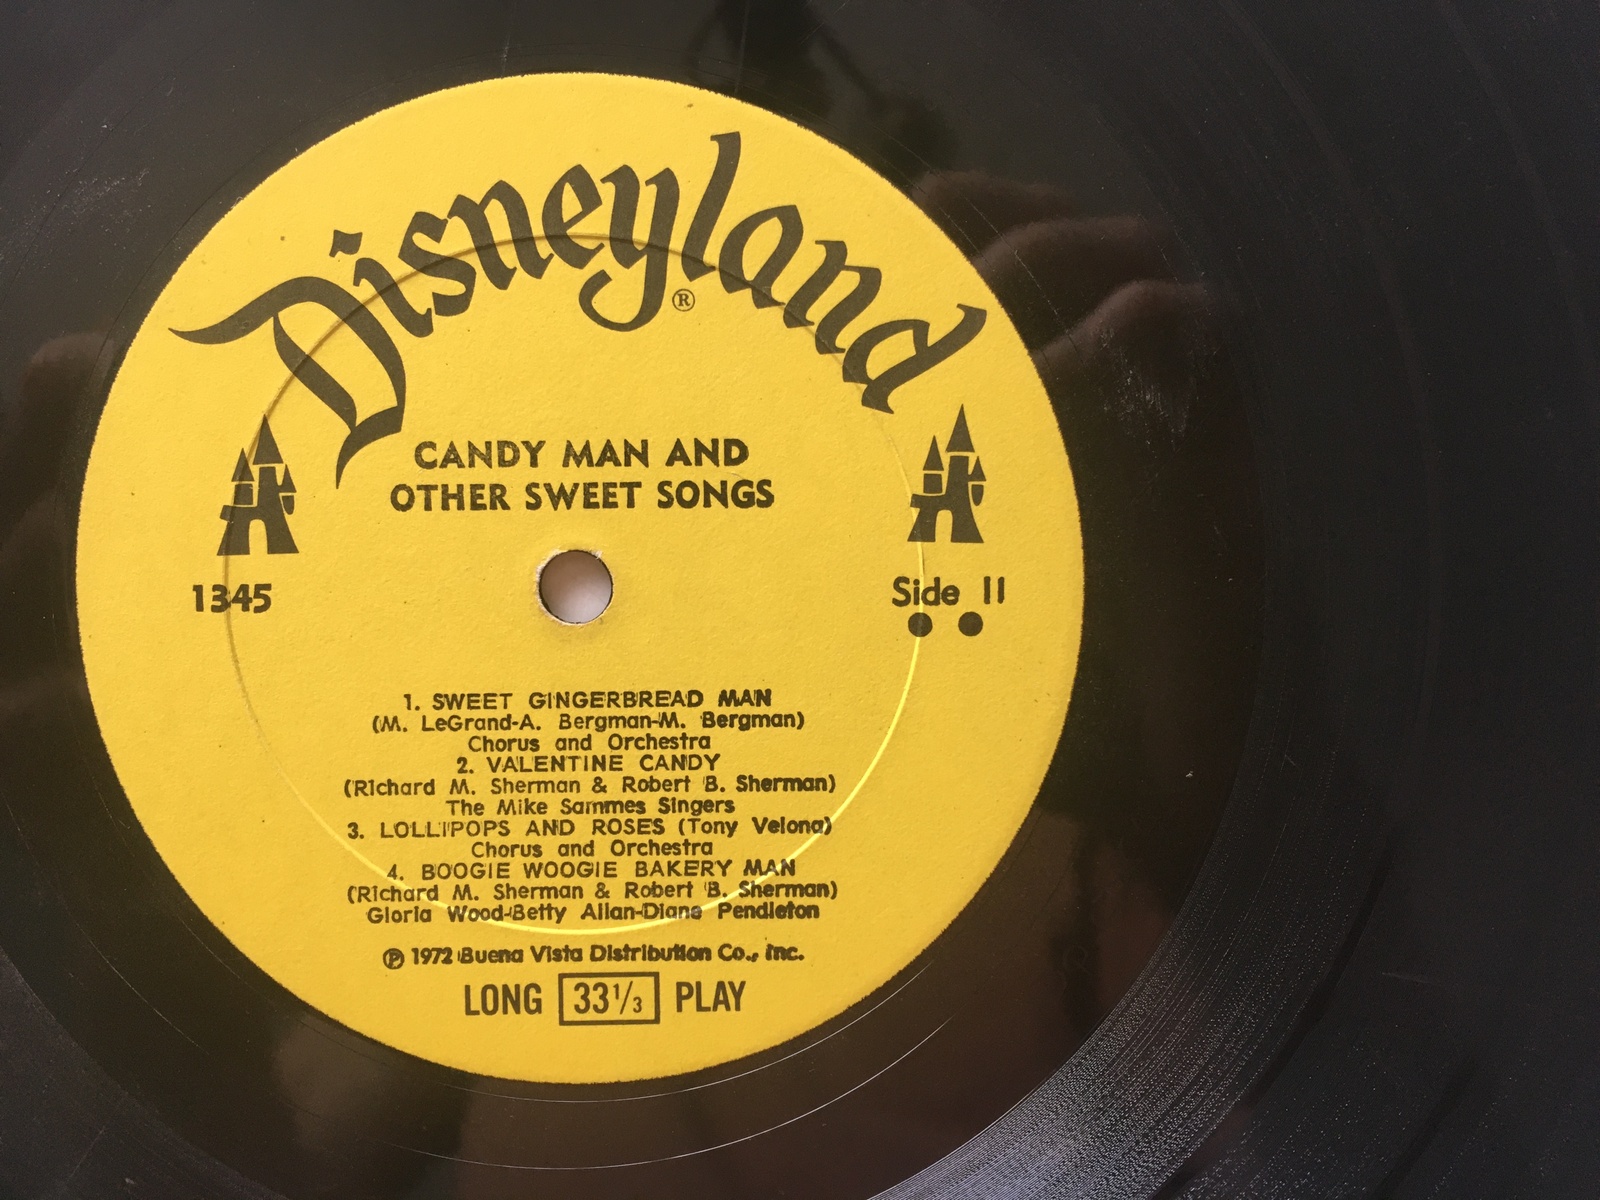 Disneyland
®
CANDY MAN AND
OTHER SWEET SONGS
1345
Side II
1. SWEET GINGERBREAD MAN
(M. LeGrand-A. Bergman-M. Bergman)
Chorus and Orchestra
2. VALENTINE CANDY
(Richard M. Sherman & Robert B. Sherman)
The Mike Sammes Singers
3. LOLLIPOPS AND ROSES (Tony Velona)
Chorus and Orchestra
4. BOOGIE WOOGIE BAKERY MAN
(Richard M. Sherman & Robert B. Sherman)
Gloria Wood-Betty Allan-Diane Pendleton
℗ 1972 Buena Vista Distribution Co., Inc.
LONG 33 1/3 PLAY